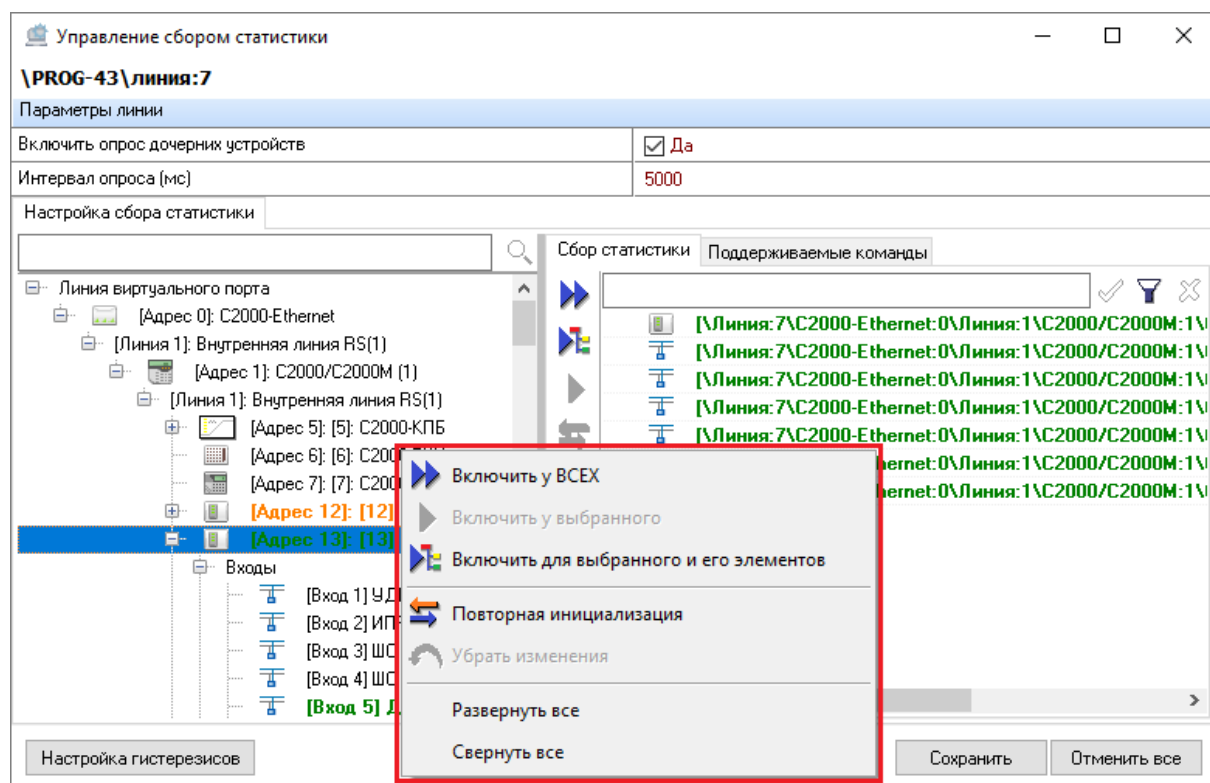 Управление сбором статистики
\PROG-43\линия:7
Параметры линии
Включить опрос дочерних устройств
Да
Интервал опроса (мс)
5000
Настройка сбора статистики
Сбор статистики
Поддерживаемые команды
Линия виртуального порта
[Адрес 0]: С2000-Ethernet
[Линия 1]: Внутренняя линия RS(1)
[Адрес 1]: С2000/С2000М (1)
[Линия 1]: Внутренняя линия RS(1)
[Адрес 5]: [5]: С2000-КПБ
[Адрес 6]: [6]:
[Адрес 7]: [7]:
[Адрес 12]: [12]
[Адрес 13]: [13]
Входы
[Вход 1]
[Вход 2]
[Вход 3]
[Вход 4]
[Вход 5]
[\Линия:7\С2000-Ethernet:0\Линия:1\С2000/С2000М:1\
[\Линия:7\С2000-Ethernet:0\Линия:1\С2000/С2000М:1\
[\Линия:7\С2000-Ethernet:0\Линия:1\С2000/С2000М:1\
[\Линия:7\С2000-Ethernet:0\Линия:1\С2000/С2000М:1\
[\Линия:7\С2000-Ethernet:0\Линия:1\С2000/С2000М:1\
hernet:0\Линия:1\С2000/С2000М:1\
hernet:0\Линия:1\С2000/С2000М:1\
Включить у ВСЕХ
Включить у выбранного
Включить для выбранного и его элементов
Повторная инициализация
Убрать изменения
Развернуть все
Свернуть все
Настройка гистерезисов
Сохранить
Отменить все